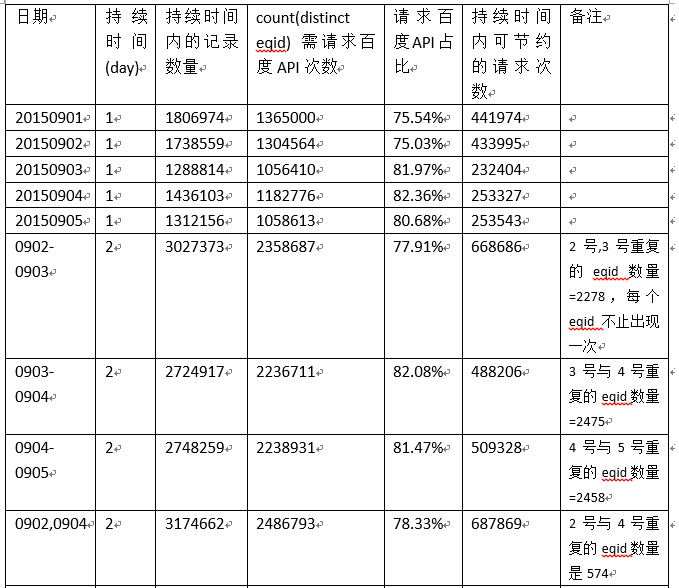 日期 持续时间(day) 持续时间内的记录数量 count(distinct eqid) 需请求百度 API 次数 请求百度API占比 持续时间内可节约的请求次数 备注
20150901 1 1806974 1365000 75.54% 441974
20150902 1 1738559 1304564 75.03% 433995
20150903 1 1288814 1056410 81.97% 232404
20150904 1 1436103 1182776 82.36% 253327
20150905 1 1312156 1058613 80.68% 253543
0902-0903 2 3027373 2358687 77.91% 668686 2 号,3 号重复的 eqid 数量=2278，每个 eqid 不止出现一次
0903-0904 2 2724917 2236711 82.08% 488206 3 号与 4 号重复的 eqid 数量=2475
0904-0905 2 2748259 2238931 81.47% 509328 4 号与 5 号重复的 eqid 数量=2458
0902,0904 2 3174662 2486793 78.33% 687869 2 号与 4 号重复的 eqid 数量是 574